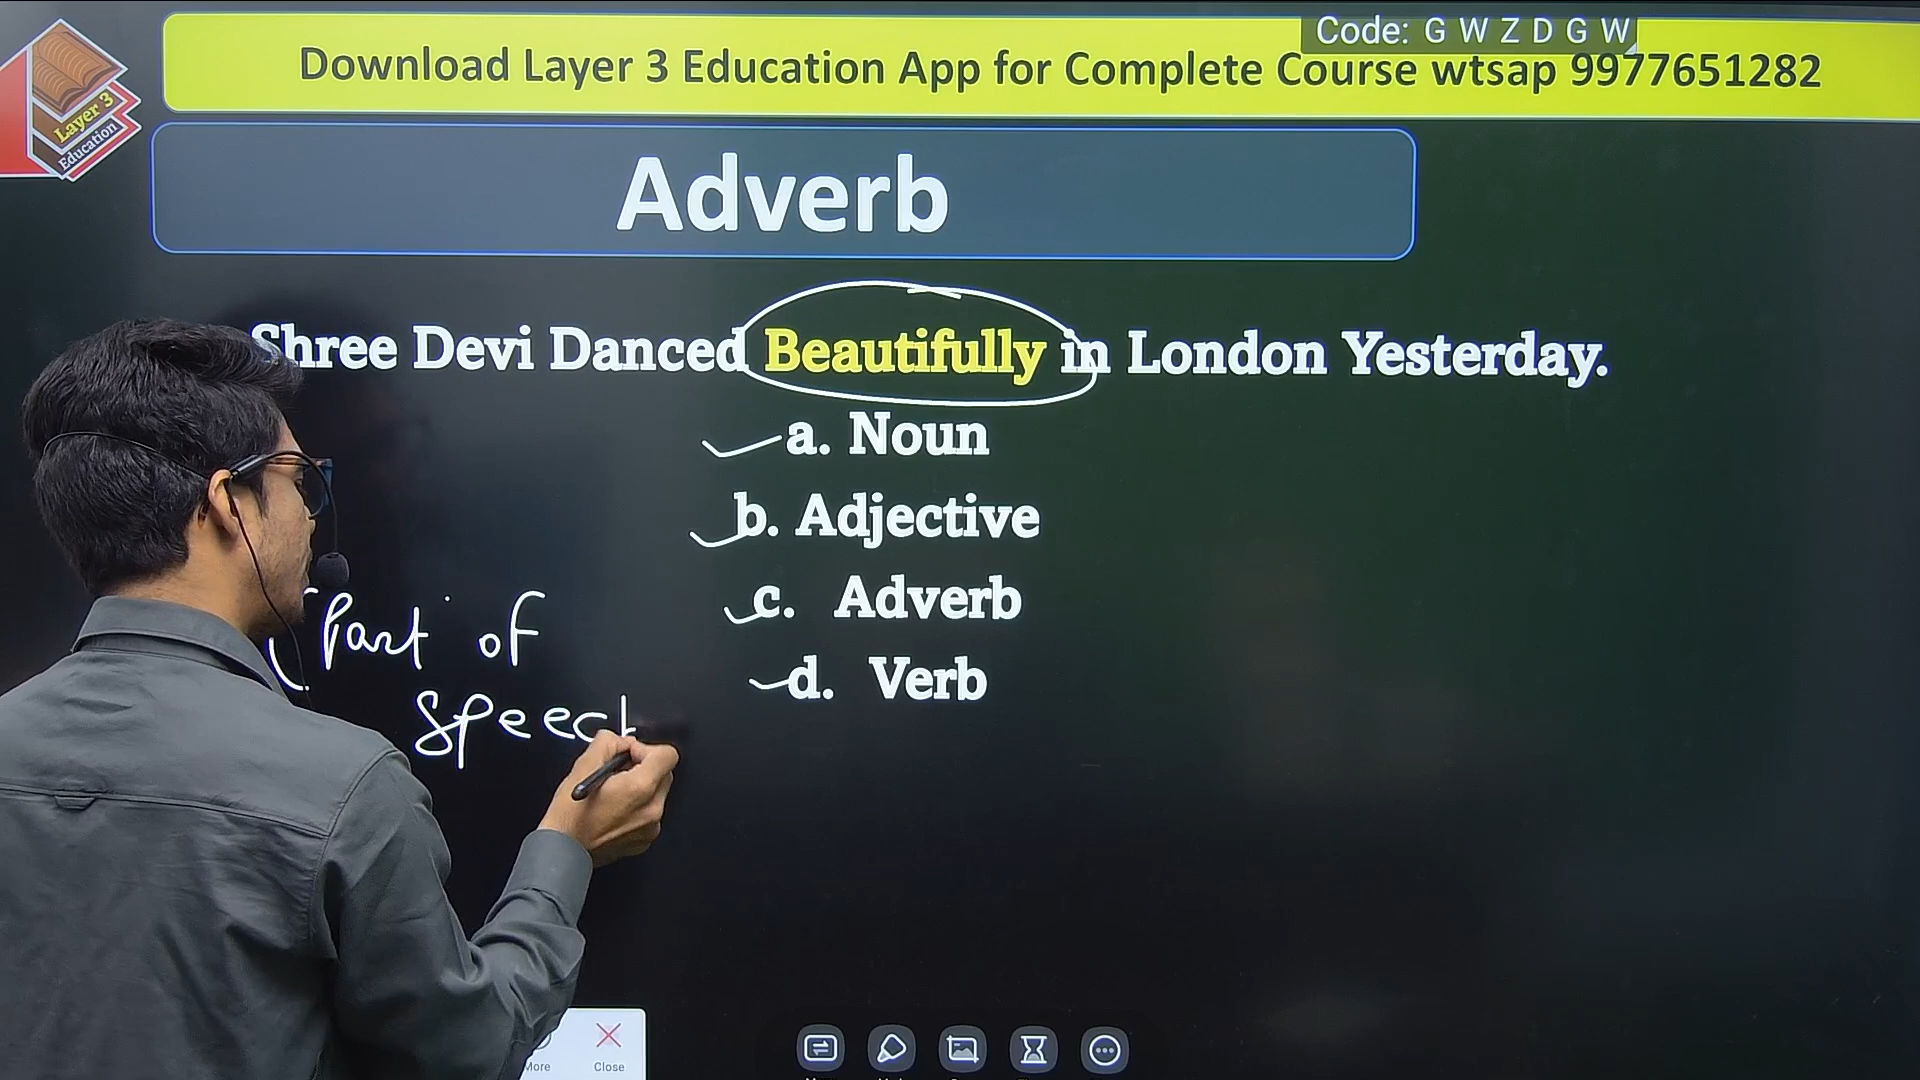 Code: G W Z D G W
Download Layer 3 Education App for Complete Course wtsap 9977651282
Layer 3
Education
Adverb
Shree Devi Danced Beautifully in London Yesterday.
a. Noun
b. Adjective
c. Adverb
d. Verb
Part of
speech
More
Close